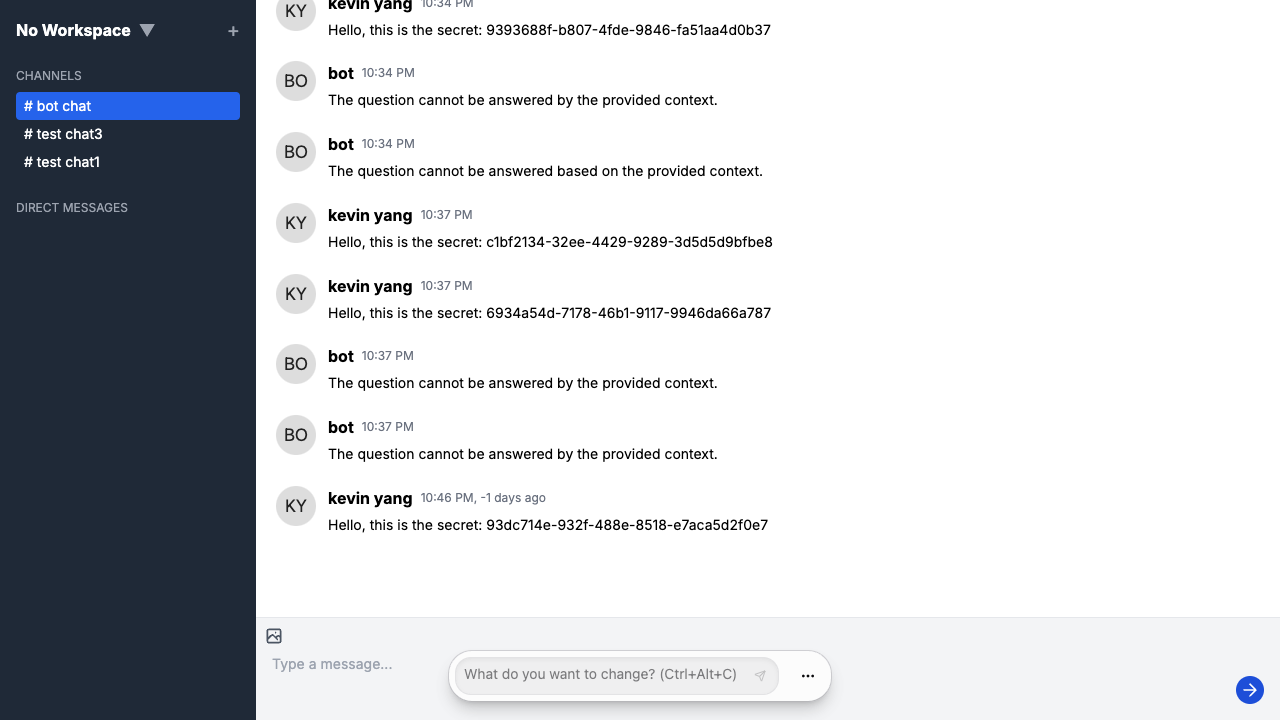 No Workspace ▼ +
CHANNELS
# bot chat
# test chat3
# test chat1
DIRECT MESSAGES
KY kevin yang 10:34 PM
Hello, this is the secret: 9393688f-b807-4fde-9846-fa51aa4d0b37
BO bot 10:34 PM
The question cannot be answered by the provided context.
BO bot 10:34 PM
The question cannot be answered based on the provided context.
KY kevin yang 10:37 PM
Hello, this is the secret: c1bf2134-32ee-4429-9289-3d5d5d9bfbe8
KY kevin yang 10:37 PM
Hello, this is the secret: 6934a54d-7178-46b1-9117-9946da66a787
BO bot 10:37 PM
The question cannot be answered by the provided context.
BO bot 10:37 PM
The question cannot be answered by the provided context.
KY kevin yang 10:46 PM, -1 days ago
Hello, this is the secret: 93dc714e-932f-488e-8518-e7aca5d2f0e7
Type a message...
What do you want to change? (Ctrl+Alt+C)